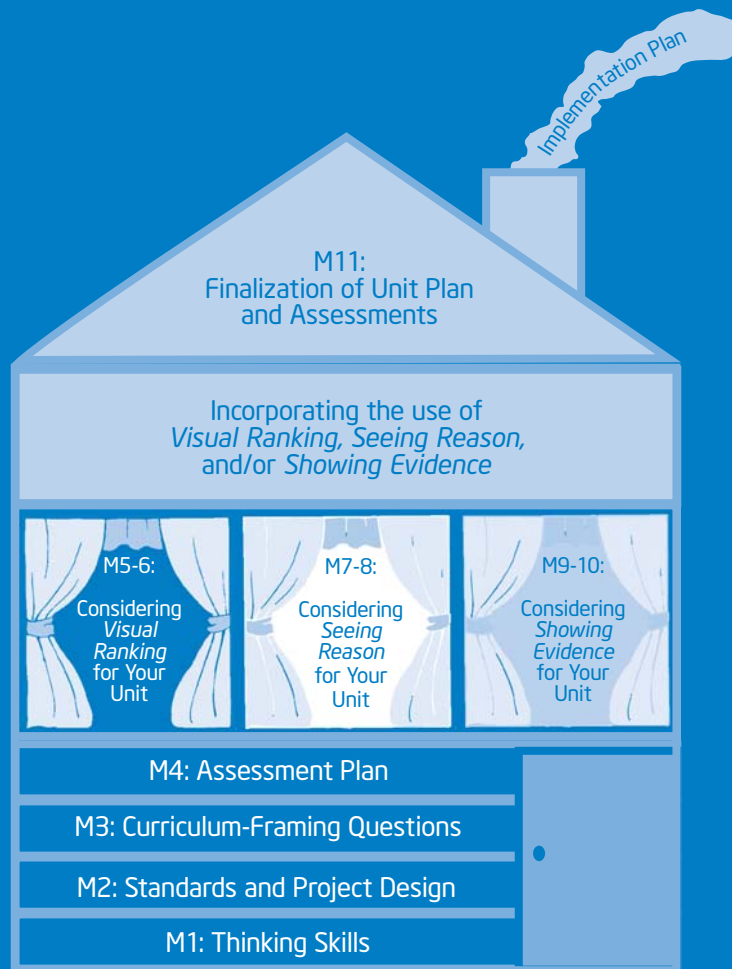 Implementation Plan
M11:
Finalization of Unit Plan
and Assessments
Incorporating the use of
Visual Ranking, Seeing Reason,
and/or Showing Evidence
M5-6:
Considering
Visual
Ranking
for Your
Unit
M7-8:
Considering
Seeing
Reason
for Your
Unit
M9-10:
Considering
Showing
Evidence
for Your
Unit
M4: Assessment Plan
M3: Curriculum-Framing Questions
M2: Standards and Project Design
M1: Thinking Skills